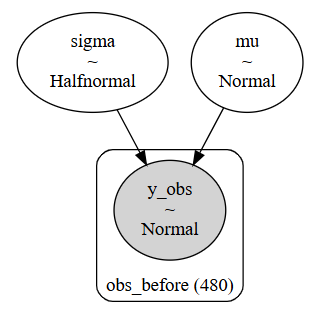 sigma
~
Halfnormal
mu
~
Normal
y_obs
~
Normal
obs_before (480)